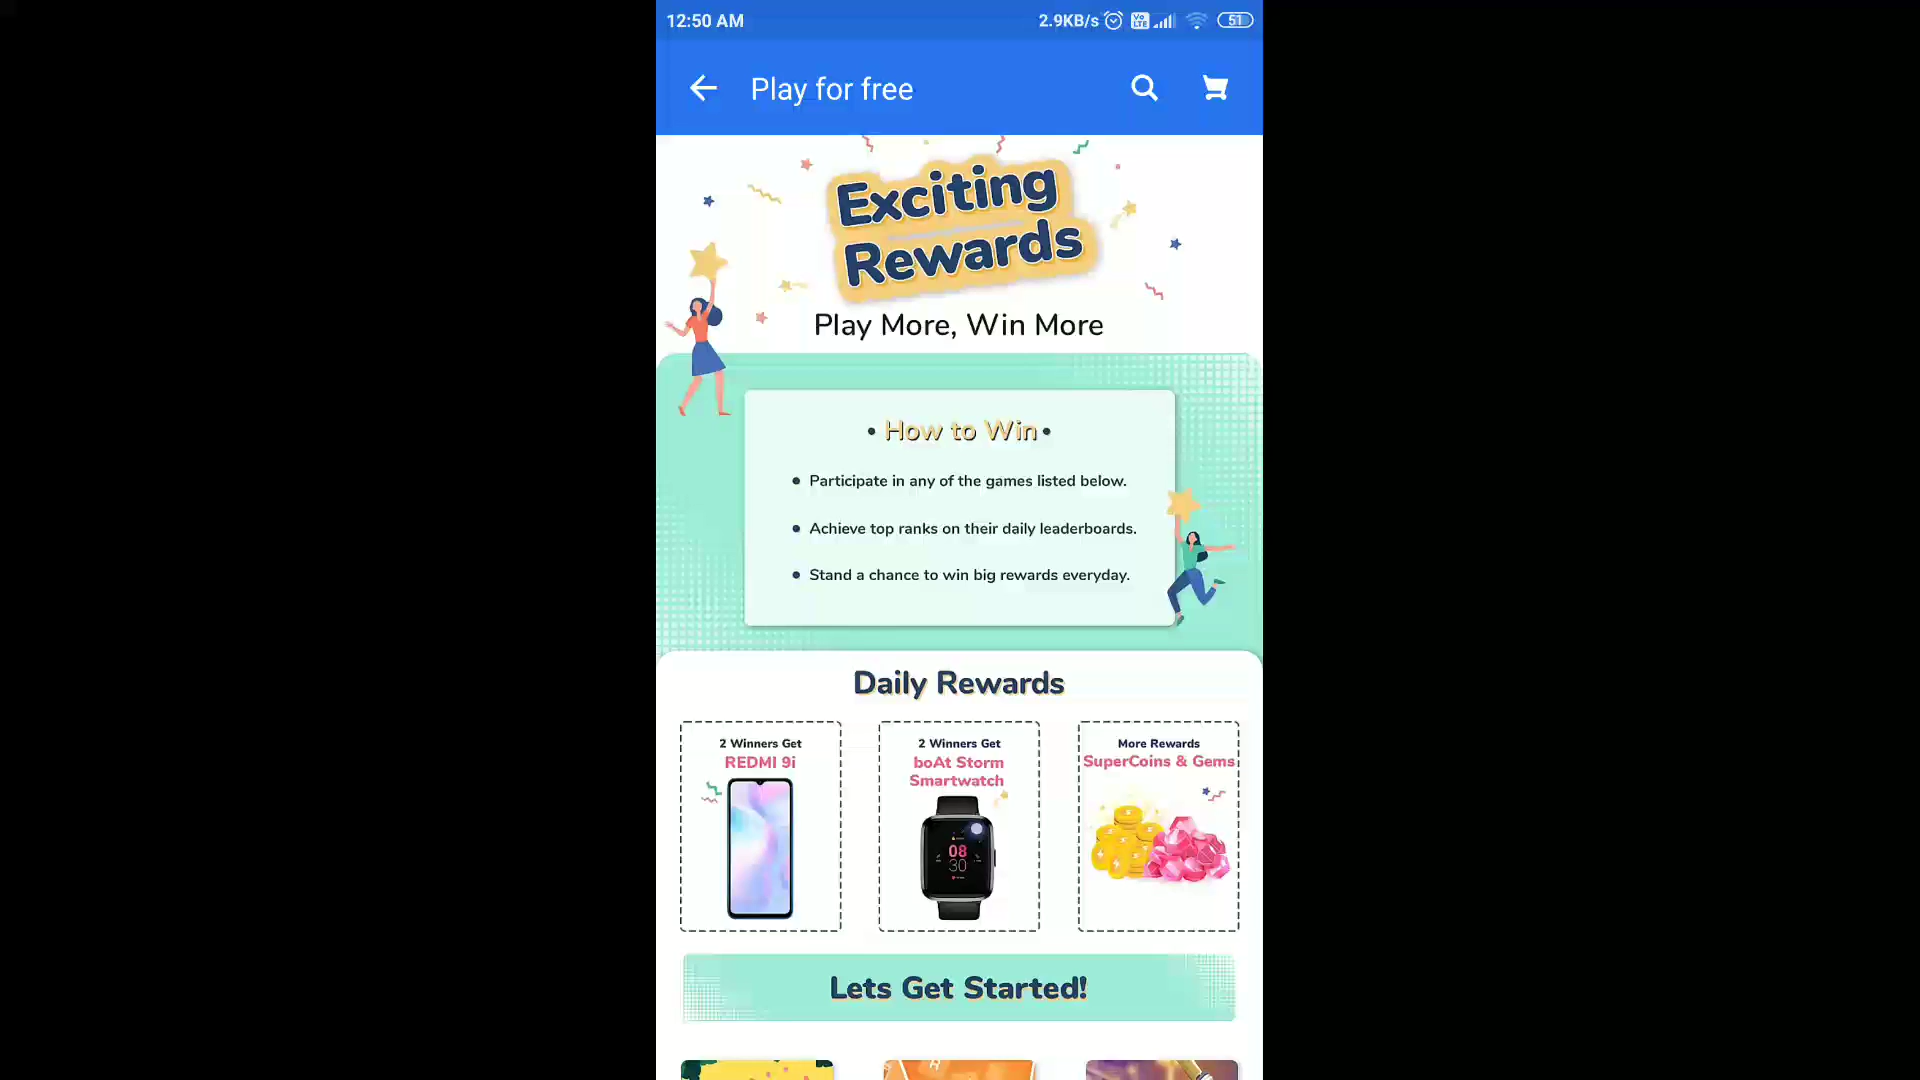 12:50 AM 2.9KB/s Vo LTE 51
Play for free
Exciting
Rewards
Play More, Win More
• How to Win •
• Participate in any of the games listed below.
• Achieve top ranks on their daily leaderboards.
• Stand a chance to win big rewards everyday.
Daily Rewards
2 Winners Get
REDMI 9i
2 Winners Get
boAt Storm
Smartwatch
08
30
More Rewards
SuperCoins & Gems
Lets Get Started!